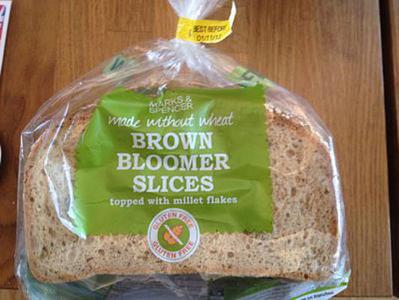 BEST BEFORE
MARKS &
SPENCER
made without wheat
BROWN
BLOOMER
SLICES
topped with millet flakes
GLUTEN FREE
GLUTEN FREE